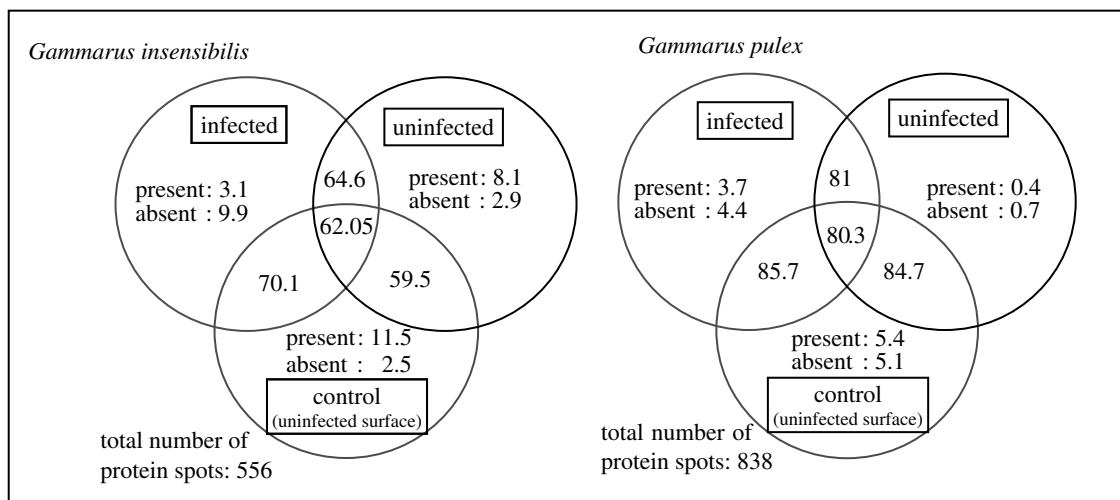 Gammarus insensibilis
infected
uninfected
present: 3.1
absent : 9.9
64.6
present: 8.1
absent : 2.9
62.05
70.1
59.5
present: 11.5
absent : 2.5
control
(uninfected surface)
total number of
protein spots: 556
Gammarus pulex
infected
uninfected
present: 3.7
absent : 4.4
81
present: 0.4
absent : 0.7
80.3
85.7
84.7
present: 5.4
absent : 5.1
control
(uninfected surface)
total number of
protein spots: 838